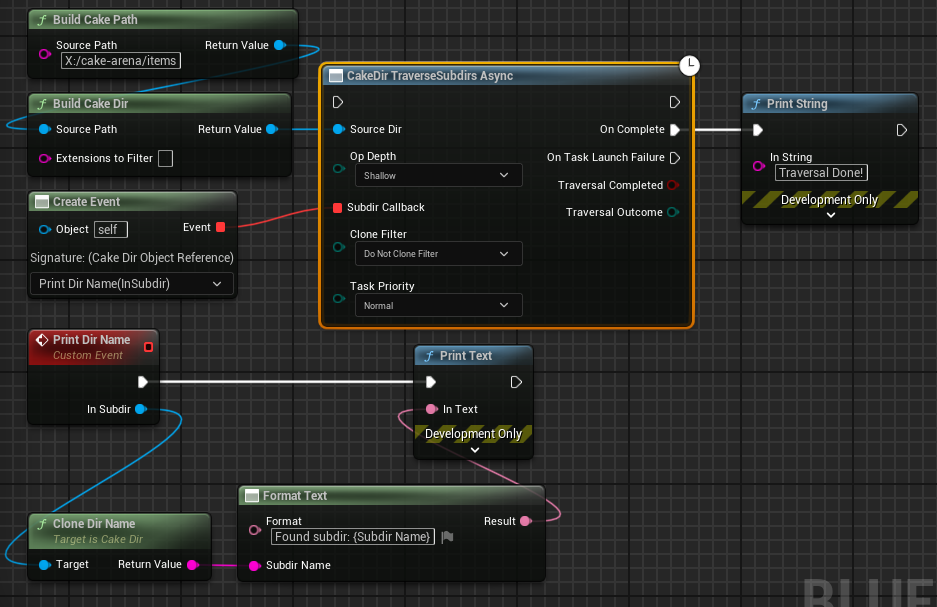 Build Cake Path
Source Path
Return Value
X:/cake-arena/items
Build Cake Dir
Source Path
Return Value
Extensions to Filter
Create Event
Object
self
Event
Signature: (Cake Dir Object Reference)
Print Dir Name(InSubdir)
CakeDir TraverseSubdirs Async
Source Dir
On Complete
Op Depth
Shallow
On Task Launch Failure
Traversal Completed
Subdir Callback
Traversal Outcome
Clone Filter
Do Not Clone Filter
Task Priority
Normal
Print String
In String
Traversal Done!
Development Only
Print Dir Name
Custom Event
In Subdir
Print Text
In Text
Development Only
Clone Dir Name
Target is Cake Dir
Target
Return Value
Format Text
Format
Result
Found subdir: {Subdir Name}
Subdir Name
BLUE